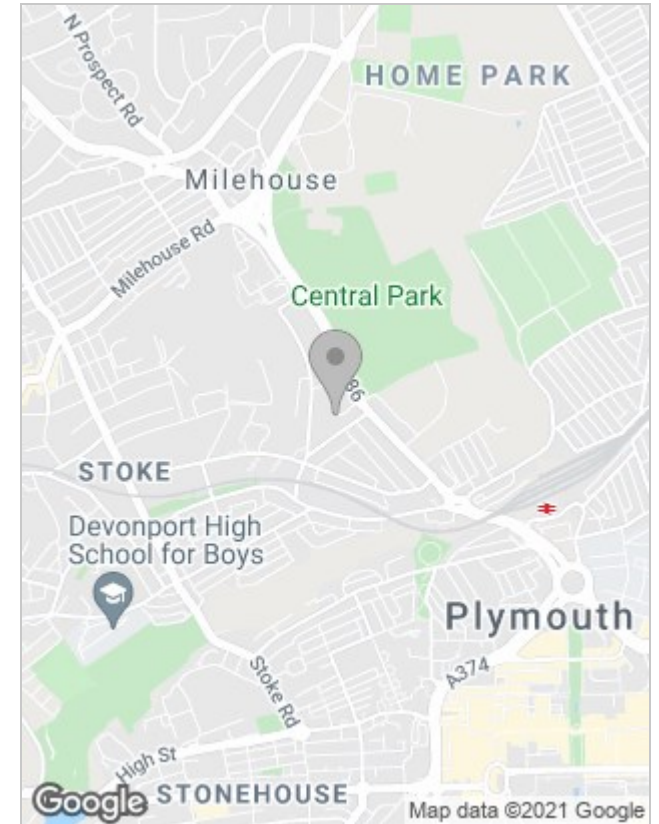 N Prospect Rd
HOME PARK
Milehouse
Milehouse Rd
Central Park
86
STOKE
Devonport High
School for Boys
Plymouth
A374
Stoke Rd
High St
STONEHOUSE
Google
Map data ©2021 Google